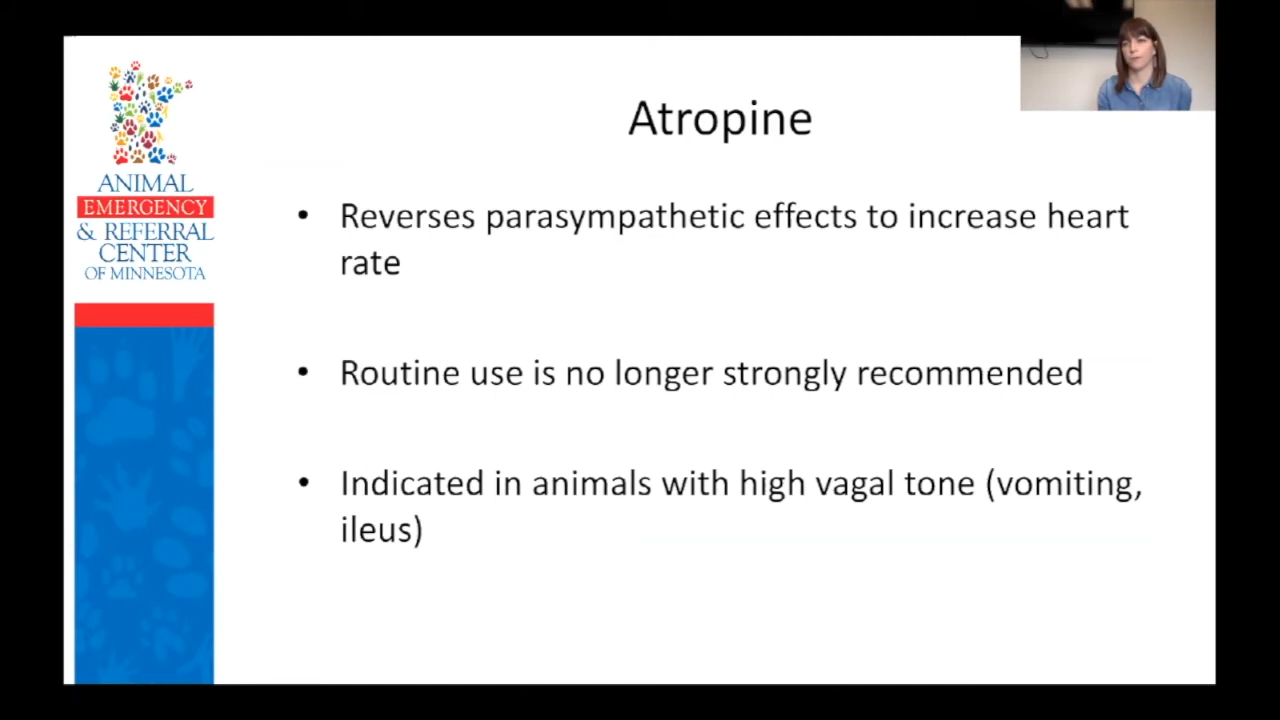 ANIMAL
EMERGENCY
& REFERRAL
CENTER
OF MINNESOTA
Atropine
• Reverses parasympathetic effects to increase heart
rate
• Routine use is no longer strongly recommended
• Indicated in animals with high vagal tone (vomiting,
ileus)